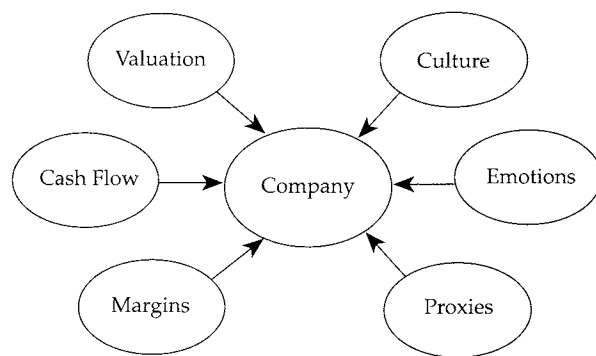 Valuation
Culture
Cash Flow
Company
Emotions
Margins
Proxies